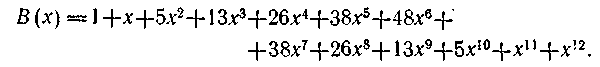 B (x) = 1+x+5x²+13x³+26x⁴+38x⁵+48x⁶+
+38x⁷+26x⁸+13x⁹+5x¹⁰+x¹¹+x¹².